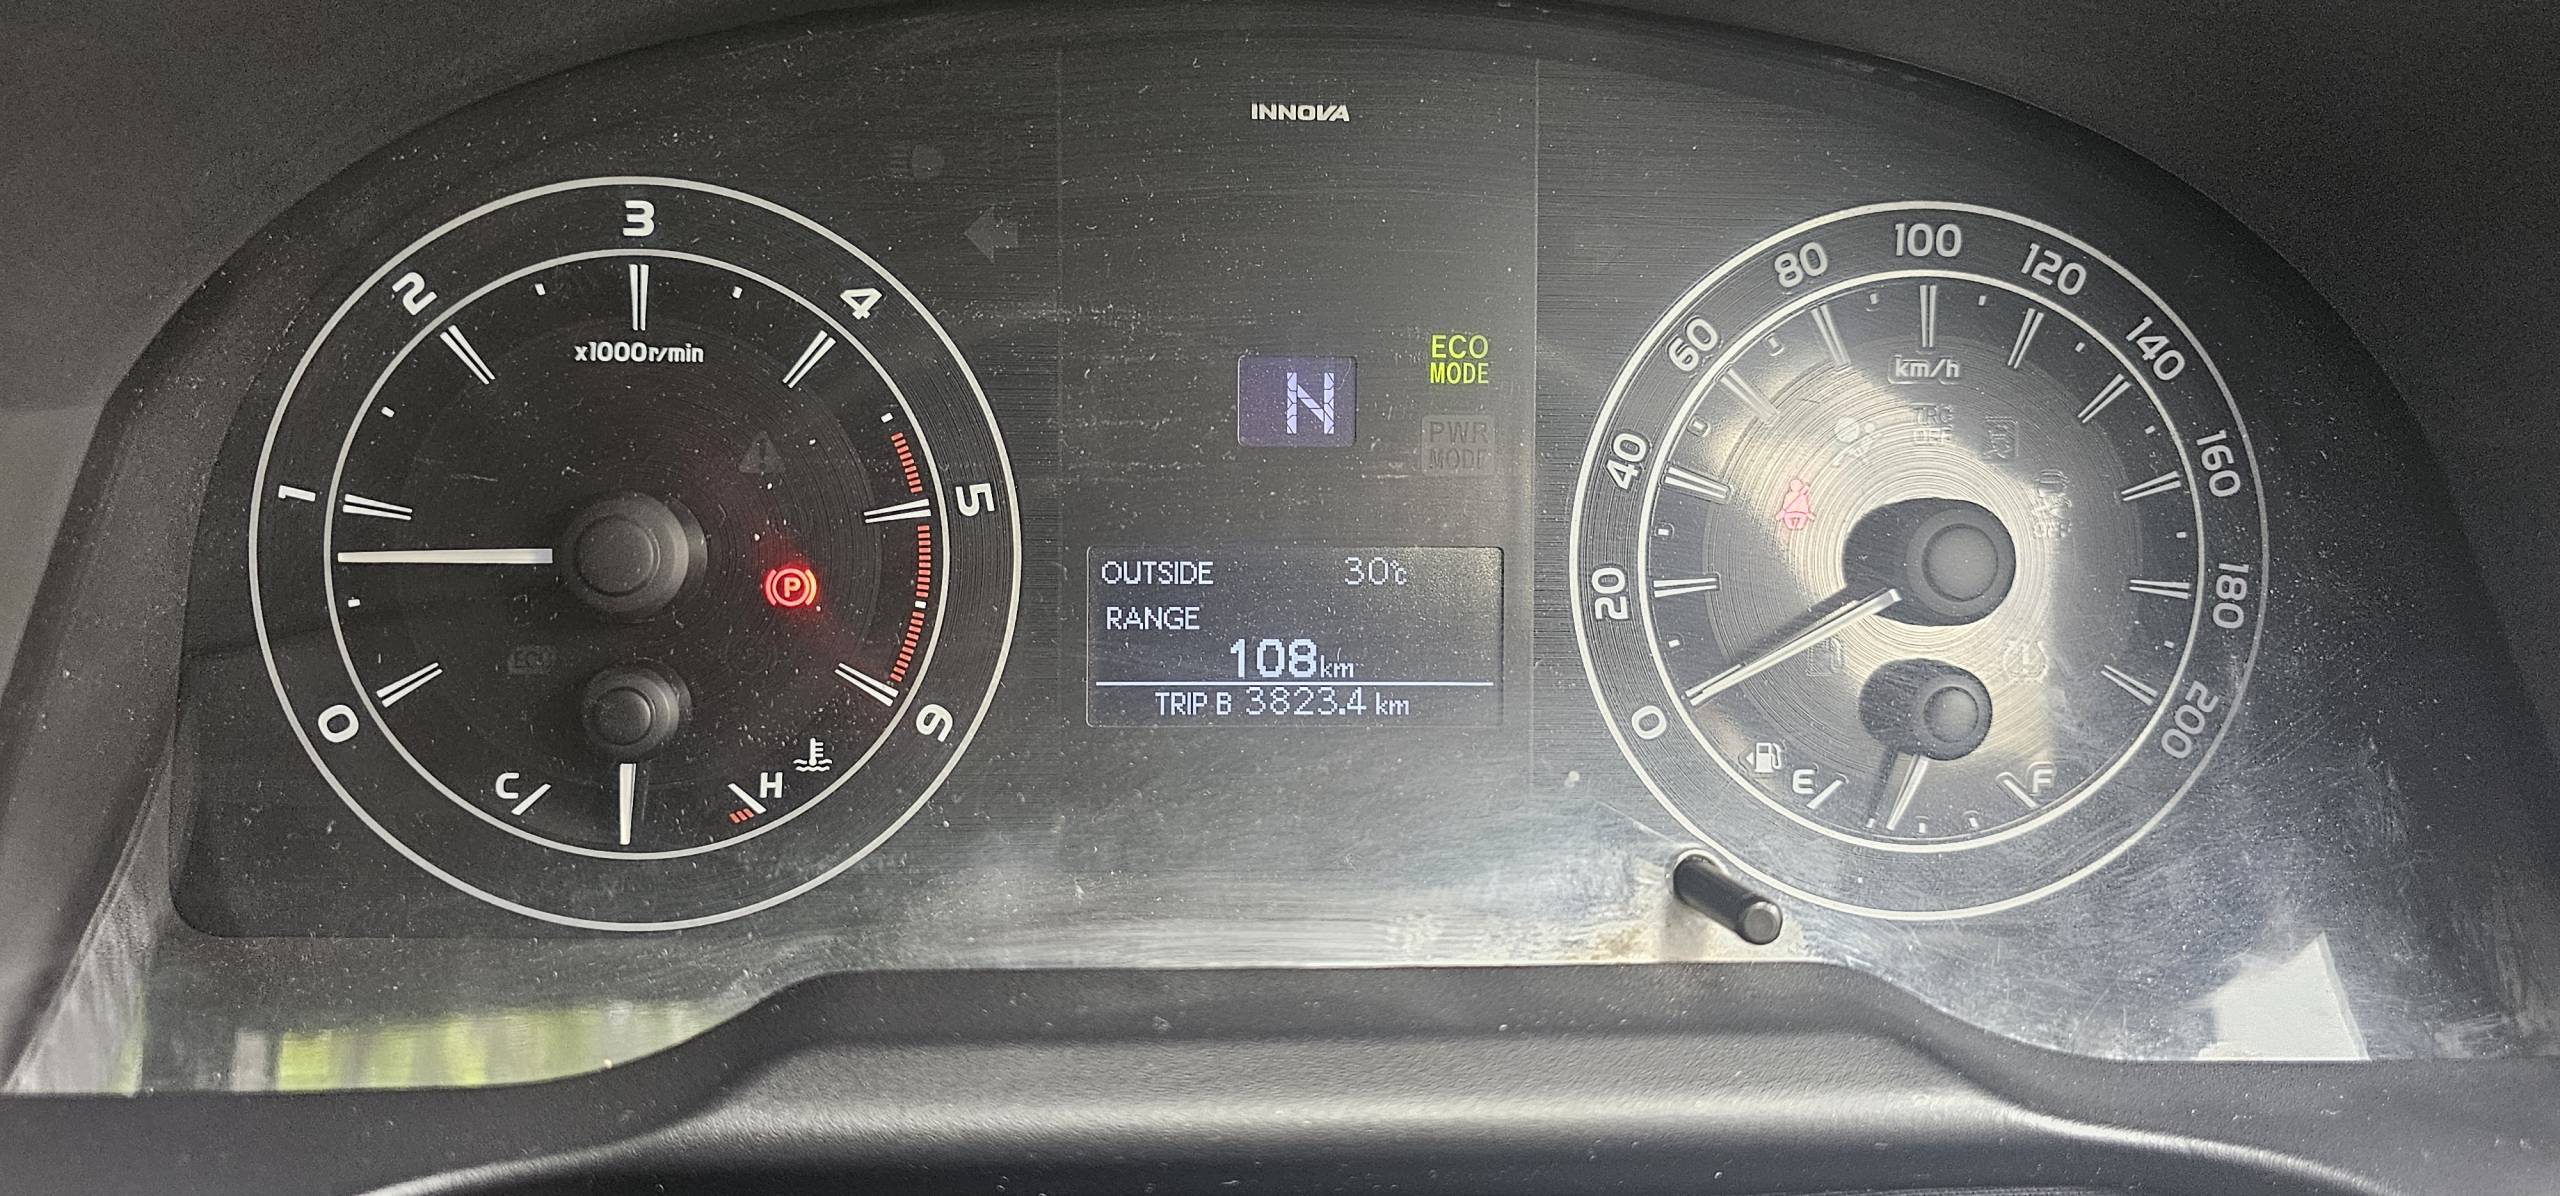 INNOVA
0
1
2
3
4
5
6
x1000r/min
ECO
C
H
P
N
ECO
MODE
PWR
MODE
OUTSIDE 30℃
RANGE
108km
TRIP B 3823.4 km
0
20
40
60
80
100
120
140
160
180
200
km/h
TRC
OFF
E
F